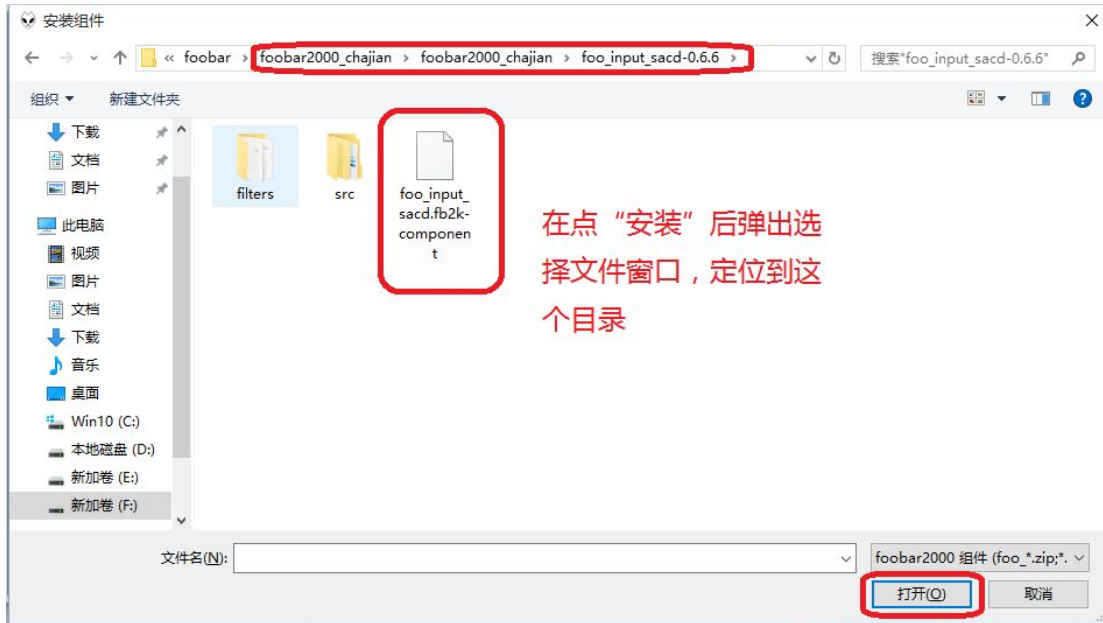 安装组件
« foobar › foobar2000_chajian › foobar2000_chajian › foo_input_sacd-0.6.6 ›
搜索"foo_input_sacd-0.6.6"
组织
新建文件夹
下载
文档
图片
此电脑
视频
图片
文档
下载
音乐
桌面
Win10 (C:)
本地磁盘 (D:)
新加卷 (E:)
新加卷 (F:)
filters
src
foo_input_
sacd.fb2k-
componen
t
在点“安装”后弹出选
择文件窗口，定位到这
个目录
文件名(N):
foobar2000 组件 (foo_*.zip;*.
打开(O)
取消